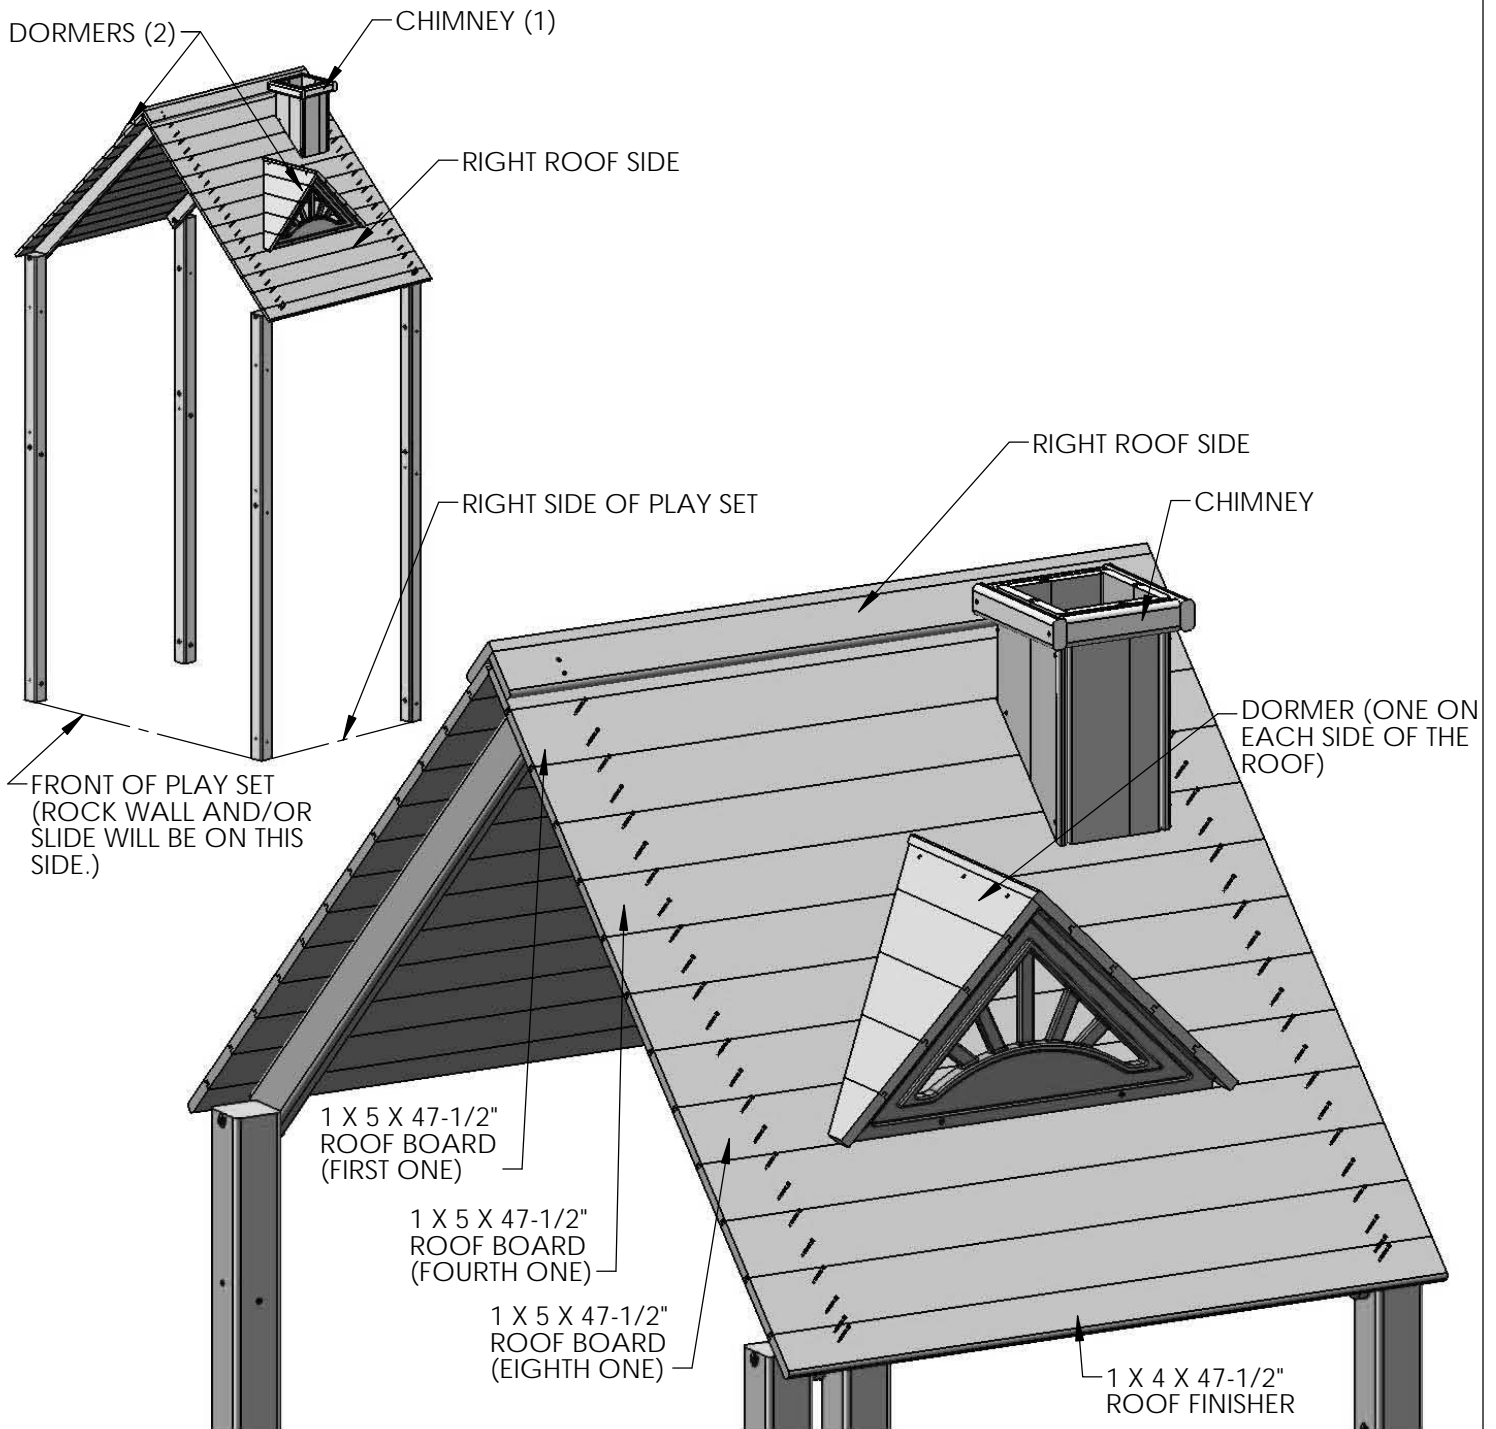 DORMERS (2)
CHIMNEY (1)
RIGHT ROOF SIDE
RIGHT SIDE OF PLAY SET
FRONT OF PLAY SET
(ROCK WALL AND/OR
SLIDE WILL BE ON THIS
SIDE.)
RIGHT ROOF SIDE
CHIMNEY
DORMER (ONE ON
EACH SIDE OF THE
ROOF)
1 X 5 X 47-1/2"
ROOF BOARD
(FIRST ONE)
1 X 5 X 47-1/2"
ROOF BOARD
(FOURTH ONE)
1 X 5 X 47-1/2"
ROOF BOARD
(EIGHTH ONE)
1 X 4 X 47-1/2"
ROOF FINISHER